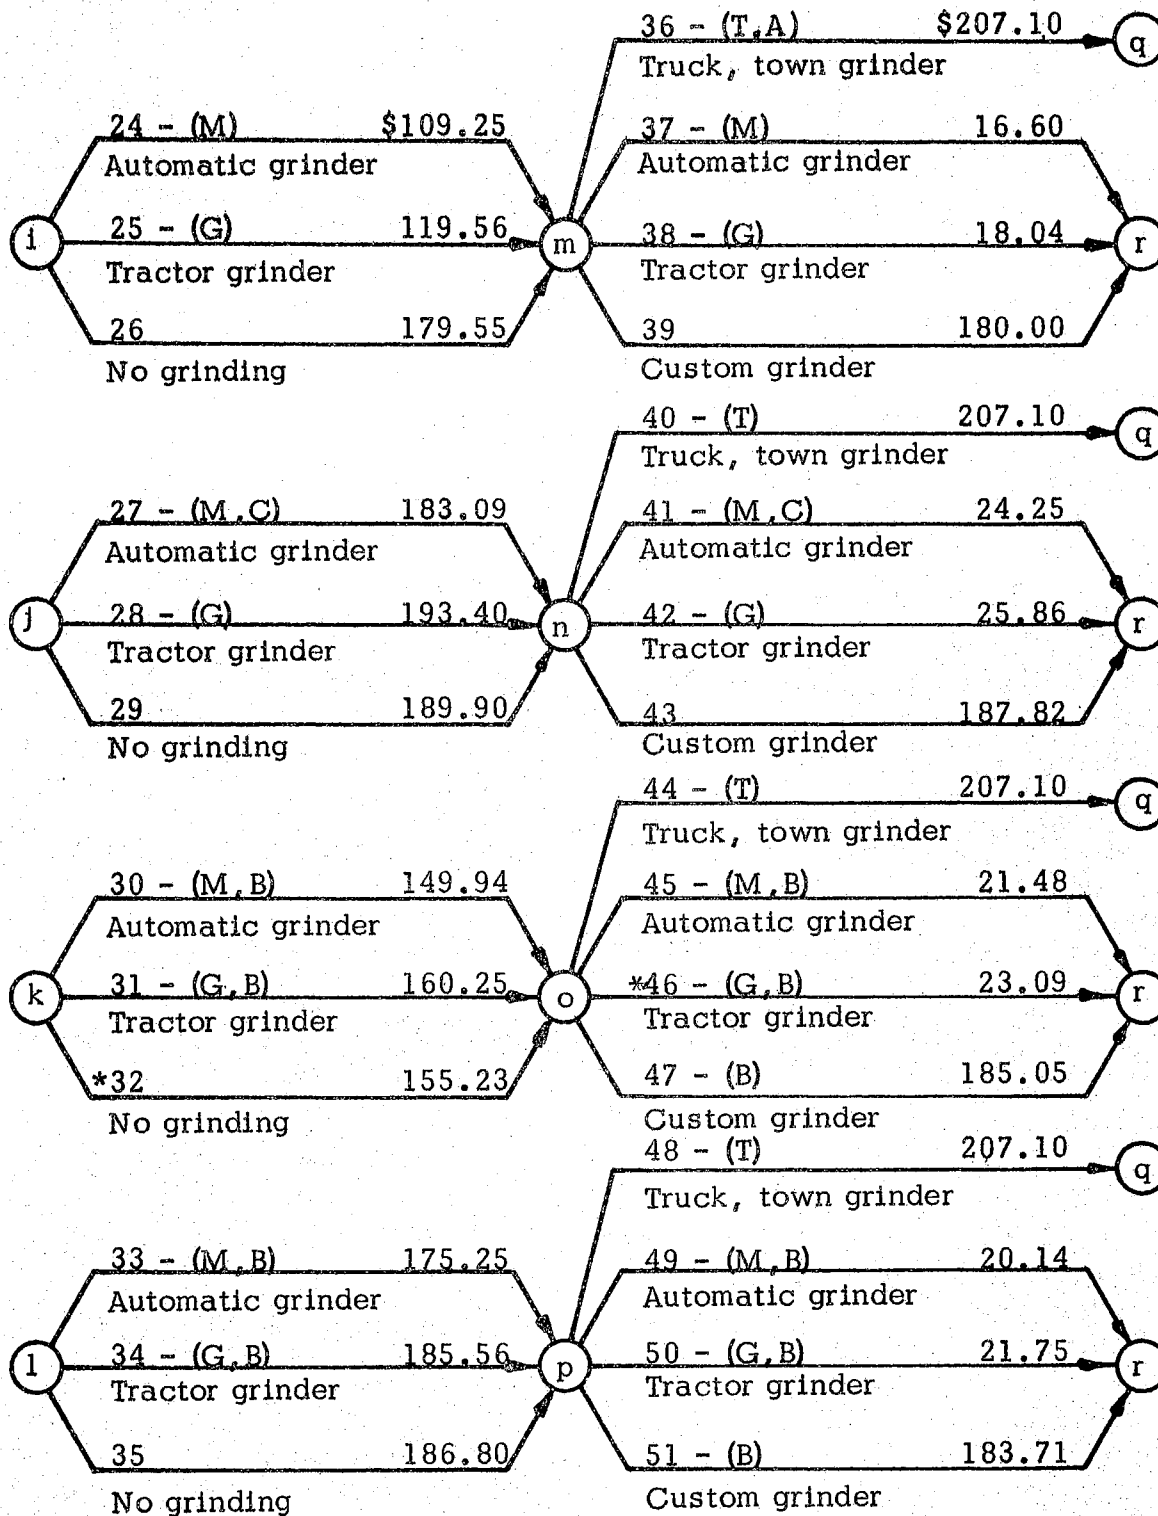 36 - (T,A) $207.10 q
Truck, town grinder
24 - (M) $109.25
Automatic grinder
37 - (M) 16.60
Automatic grinder
i 25 - (G) 119.56 m 38 - (G) 18.04 r
Tractor grinder
Tractor grinder
26 179.55
No grinding
39 180.00
Custom grinder
40 - (T) 207.10 q
Truck, town grinder
27 - (M,C) 183.09
Automatic grinder
41 - (M,C) 24.25
Automatic grinder
j 28 - (G) 193.40 n 42 - (G) 25.86 r
Tractor grinder
Tractor grinder
29 189.90
No grinding
43 187.82
Custom grinder
44 - (T) 207.10 q
Truck, town grinder
30 - (M,B) 149.94
Automatic grinder
45 - (M,B) 21.48
Automatic grinder
k 31 - (G,B) 160.25 o *46 - (G,B) 23.09 r
Tractor grinder
Tractor grinder
*32 155.23
No grinding
47 - (B) 185.05
Custom grinder
48 - (T) 207.10 q
Truck, town grinder
33 - (M,B) 175.25
Automatic grinder
49 - (M,B) 20.14
Automatic grinder
l 34 - (G,B) 185.56 p 50 - (G,B) 21.75 r
Tractor grinder
Tractor grinder
35 186.80
No grinding
51 - (B) 183.71
Custom grinder